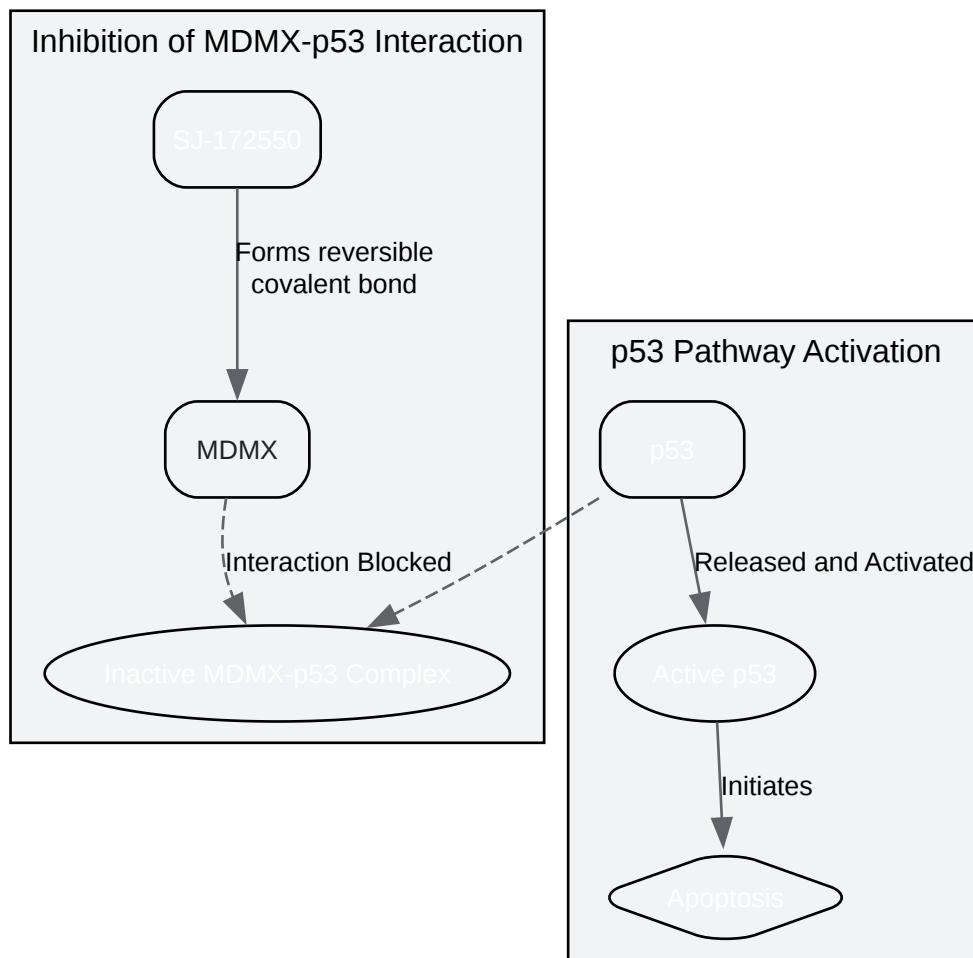 Inhibition of MDMX-p53 Interaction
SJ-172550
Forms reversible
covalent bond
MDMX
Interaction Blocked
Inactive MDMX-p53 Complex
p53 Pathway Activation
p53
Released and Activated
Active p53
Initiates
Apoptosis